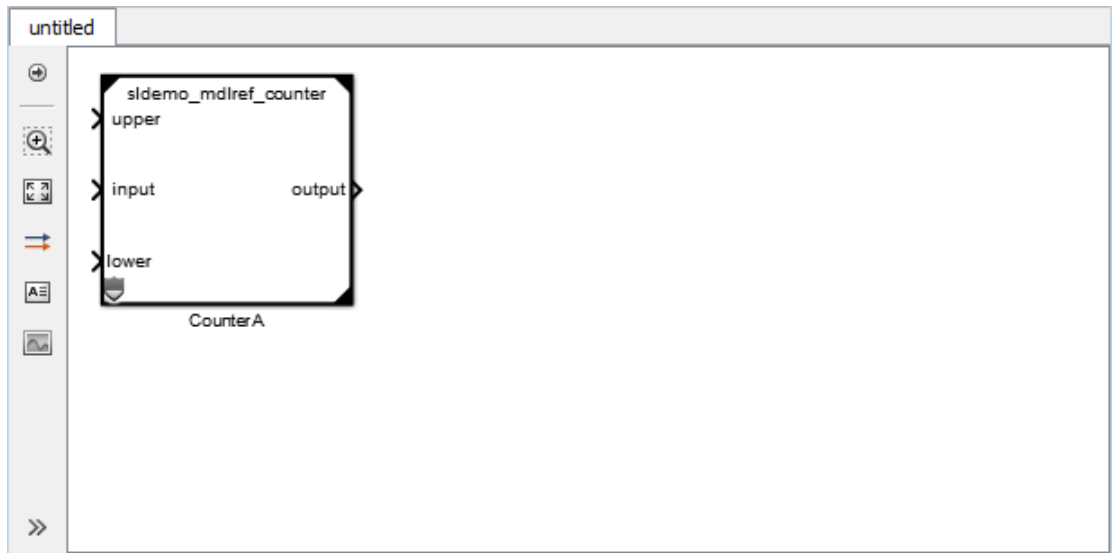 untitled
sldemo_mdlref_counter
upper
input
output
lower
CounterA